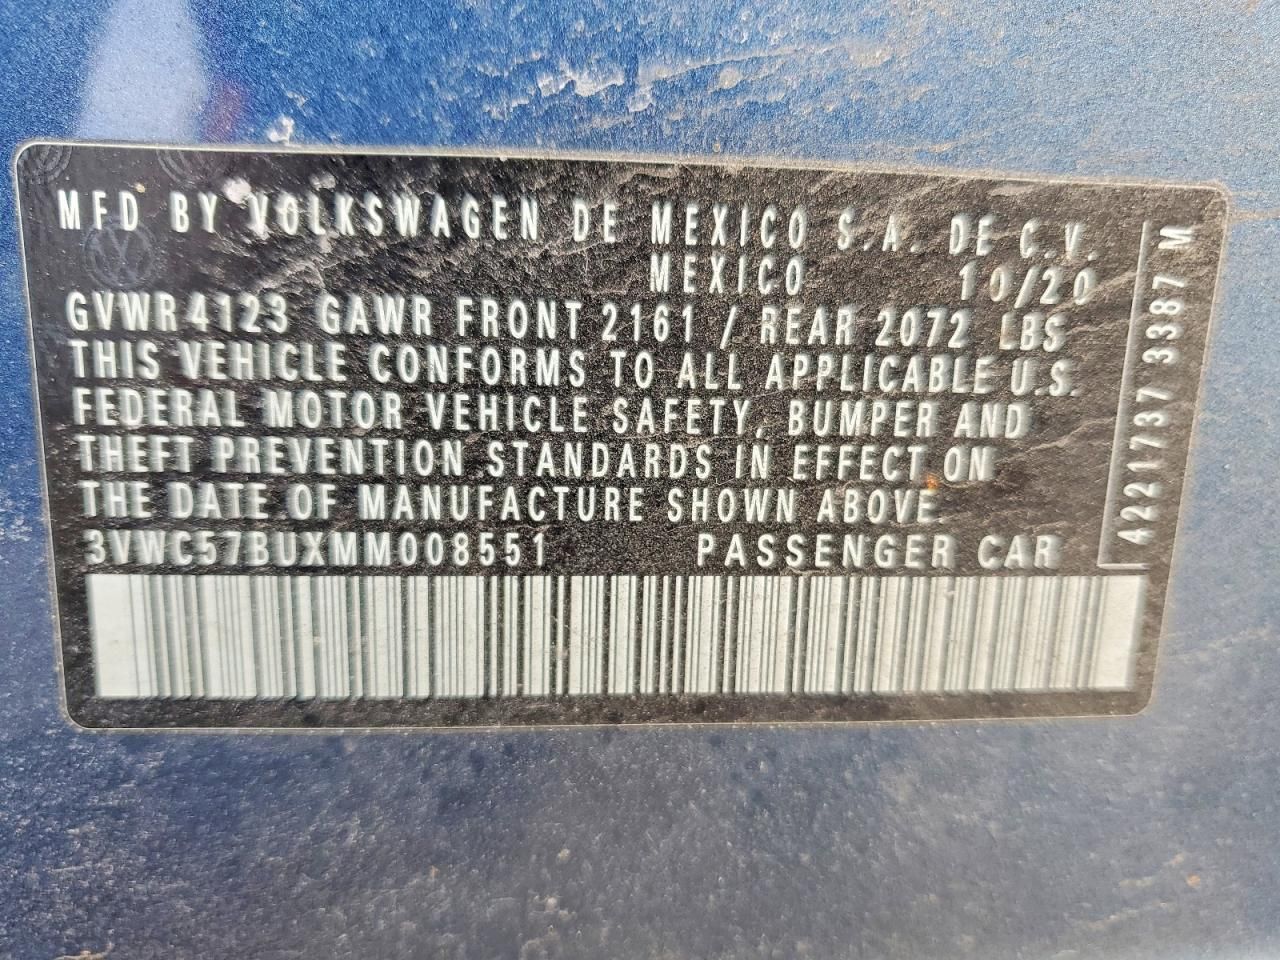 MFD BY VOLKSWAGEN DE MEXICO S.A. DE C.V.
MEXICO 10/20
GVWR 4123 GAWR FRONT 2161 / REAR 2072 LBS
THIS VEHICLE CONFORMS TO ALL APPLICABLE U.S.
FEDERAL MOTOR VEHICLE SAFETY, BUMPER AND
THEFT PREVENTION STANDARDS IN EFFECT ON
THE DATE OF MANUFACTURE SHOWN ABOVE.
3VWC57BUXMM008551 PASSENGER CAR
4221737 3387 M